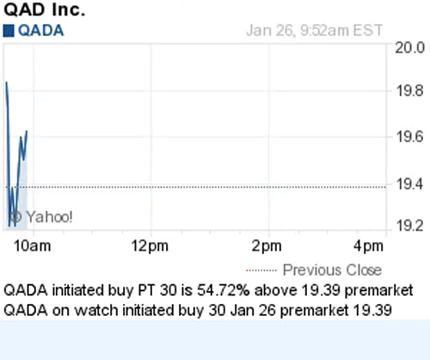 QAD Inc.
QADA
Jan 26, 9:52am EST
20.0
19.8
19.6
19.4
19.2
© Yahoo!
10am 12pm 2pm 4pm
Previous Close
QADA initiated buy PT 30 is 54.72% above 19.39 premarket
QADA on watch initiated buy 30 Jan 26 premarket 19.39